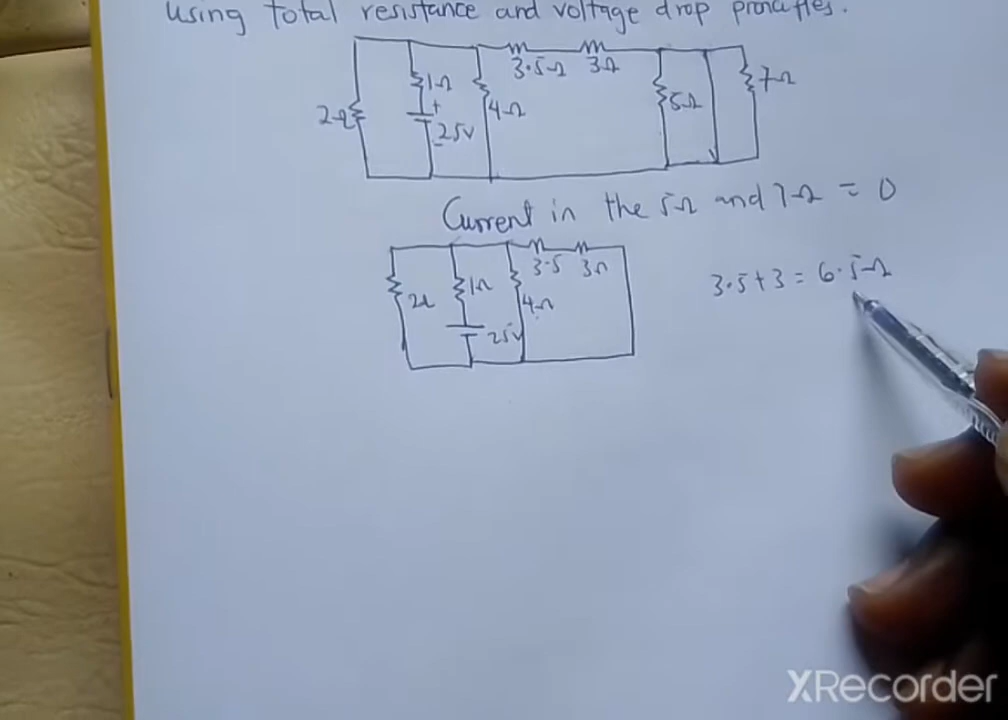 using total resistance and voltage drop
3.5Ω 3Ω
1Ω 7Ω
2Ω + 4Ω 5Ω
25V
-
Current in the 5Ω and 7Ω = 0
3.5 3Ω
2Ω 1Ω 4Ω 3.5+3 = 6.5Ω
25V
XRecorder